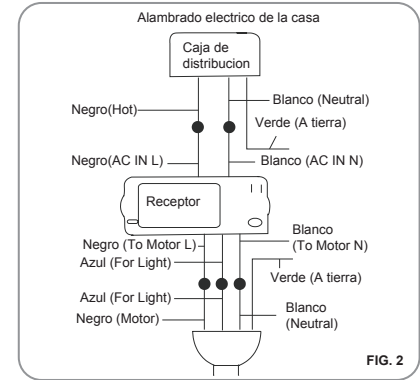 Alambrado electrico de la casa
Caja de
distribucion
Negro(Hot)
Blanco (Neutral)
Verde (A tierra)
Negro(AC IN L)
Blanco (AC IN N)
Receptor
Negro (To Motor L)
Blanco
(To Motor N)
Azul (For Light)
Verde (A tierra)
Azul (For Light)
Negro (Motor)
Blanco
(Neutral)
FIG. 2